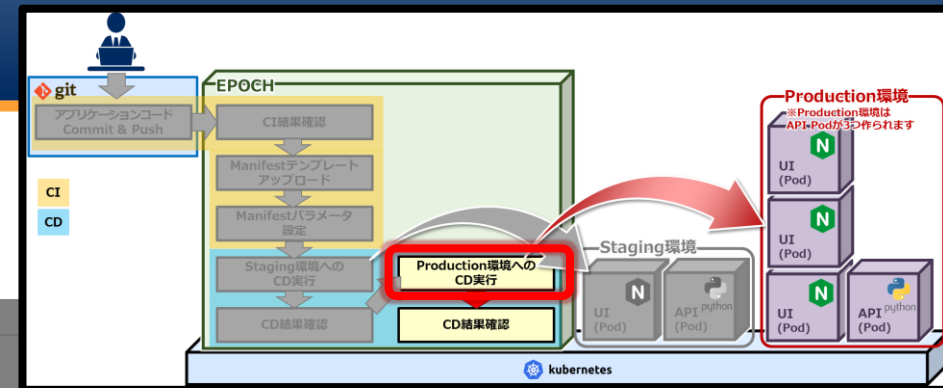 git
アプリケーションコード
Commit & Push
EPOCH
CI結果確認
Manifestテンプレート
アップロード
Manifestパラメータ
設定
CI
CD
Staging環境への
CD実行
CD結果確認
Production環境への
CD実行
CD結果確認
Staging環境
N
UI
(Pod)
python
API
(Pod)
Production環境
※Production環境は
API Podが3つ作られます
N
UI
(Pod)
N
UI
(Pod)
N
UI
(Pod)
python
API
(Pod)
kubernetes